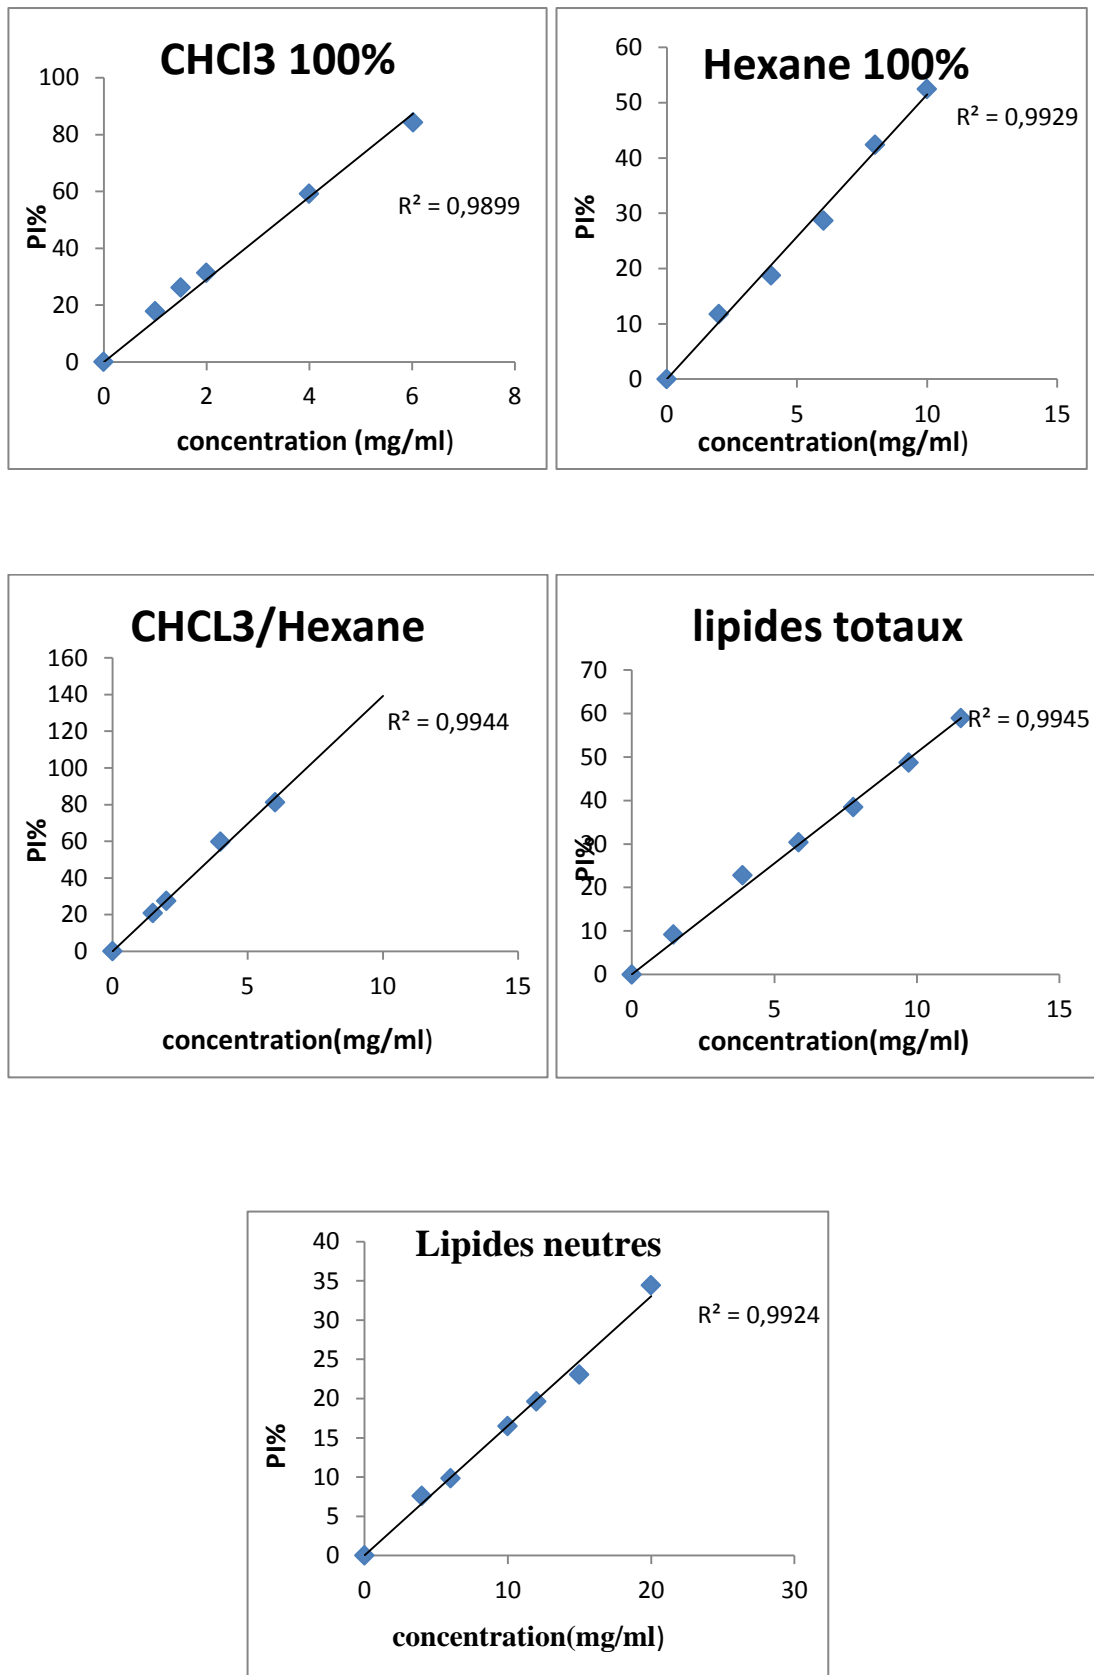 CHCl3 100%
100
80
60
40
20
0
PI%
R² = 0,9899
0 2 4 6 8
concentration (mg/ml)
Hexane 100%
60
50
40
30
20
10
0
PI%
R² = 0,9929
0 5 10 15
concentration(mg/ml)
CHCL3/Hexane
160
140
120
100
80
60
40
20
0
PI%
R² = 0,9944
0 5 10 15
concentration(mg/ml)
lipides totaux
70
60
50
40
30
20
10
0
PI%
R² = 0,9945
0 5 10 15
concentration(mg/ml)
Lipides neutres
40
35
30
25
20
15
10
5
0
PI%
R² = 0,9924
0 10 20 30
concentration(mg/ml)